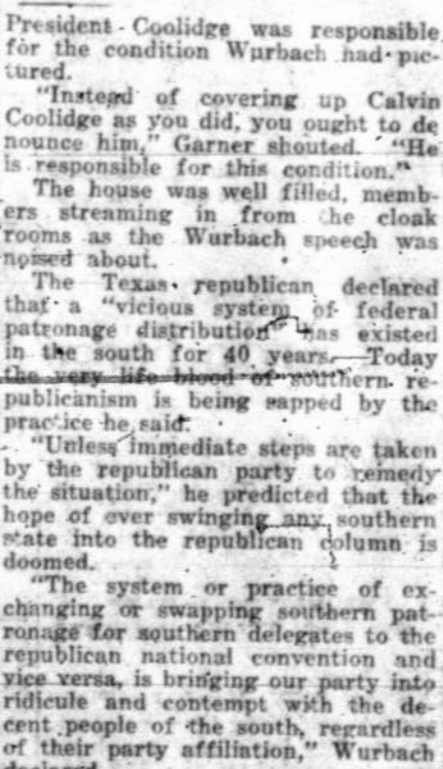 President Coolidge was responsible
for the condition Wurbach had pic-
tured.
"Instead of covering up Calvin
Coolidge as you did, you ought to de
nounce him," Garner shouted. "He
is responsible for this condition."
The house was well filled, memb-
ers streaming in from the cloak
rooms as the Wurbach speech was
noised about.
The Texas republican declared
that a "vicious system of federal
patronage distribution has existed
in the south for 40 years. Today
the very life blood of southern re-
publicanism is being sapped by the
practice he said.
"Unless immediate steps are taken
by the republican party to remedy
the situation," he predicted that the
hope of ever swinging any southern
state into the republican column is
doomed.
"The system or practice of ex-
changing or swapping southern pat-
ronage for southern delegates to the
republican national convention and
vice versa, is bringing our party into
ridicule and contempt with the de-
cent people of the south, regardless
of their party affiliation," Wurbach
declared